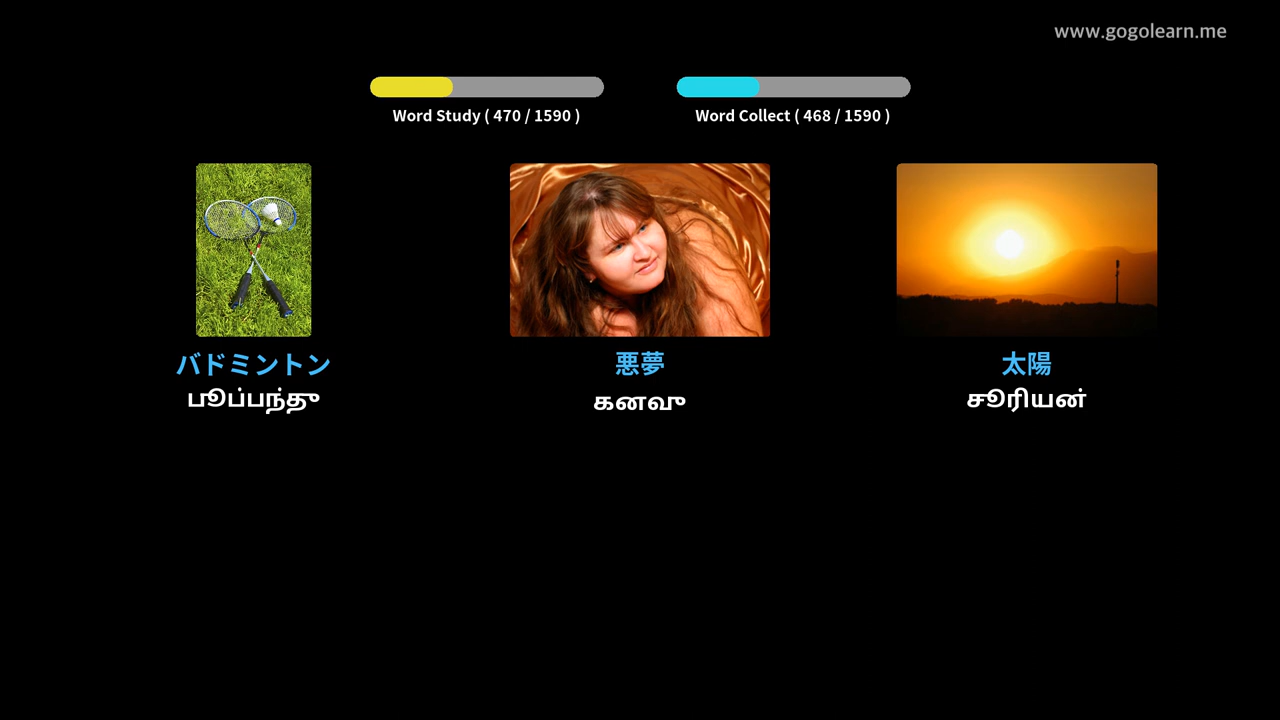 www.gogolearn.me
Word Study ( 470 / 1590 )
Word Collect ( 468 / 1590 )
バドミントン
பூப்பந்து
悪夢
கனவு
太陽
சூரியன்